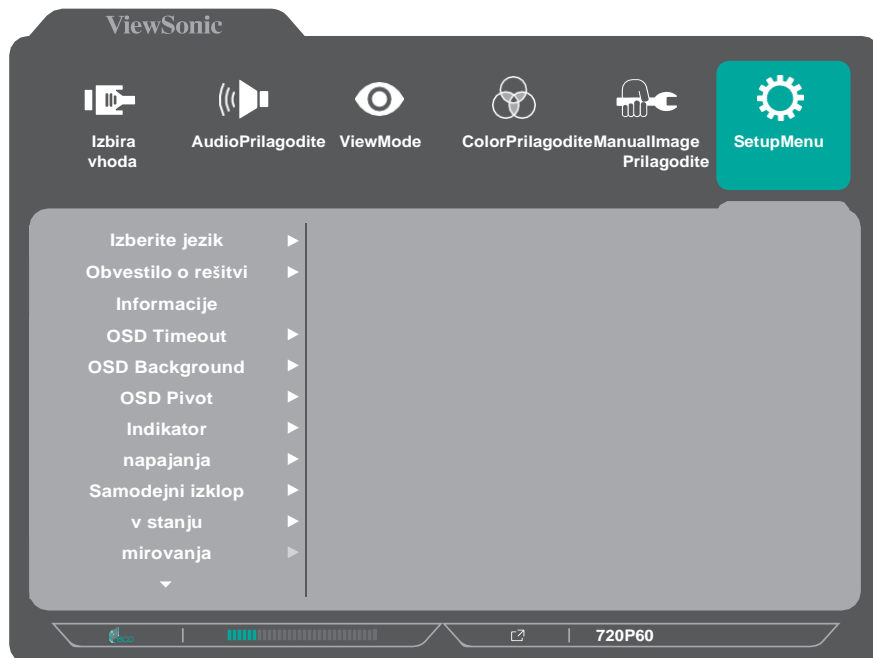 ViewSonic
Izbira
vhoda
AudioPrilagodite
ViewMode
ColorPrilagodite
ManualImage
Prilagodite
SetupMenu
Izberite jezik
Obvestilo o rešitvi
Informacije
OSD Timeout
OSD Background
OSD Pivot
Indikator
napajanja
Samodejni izklop
v stanju
mirovanja
eco
720P60